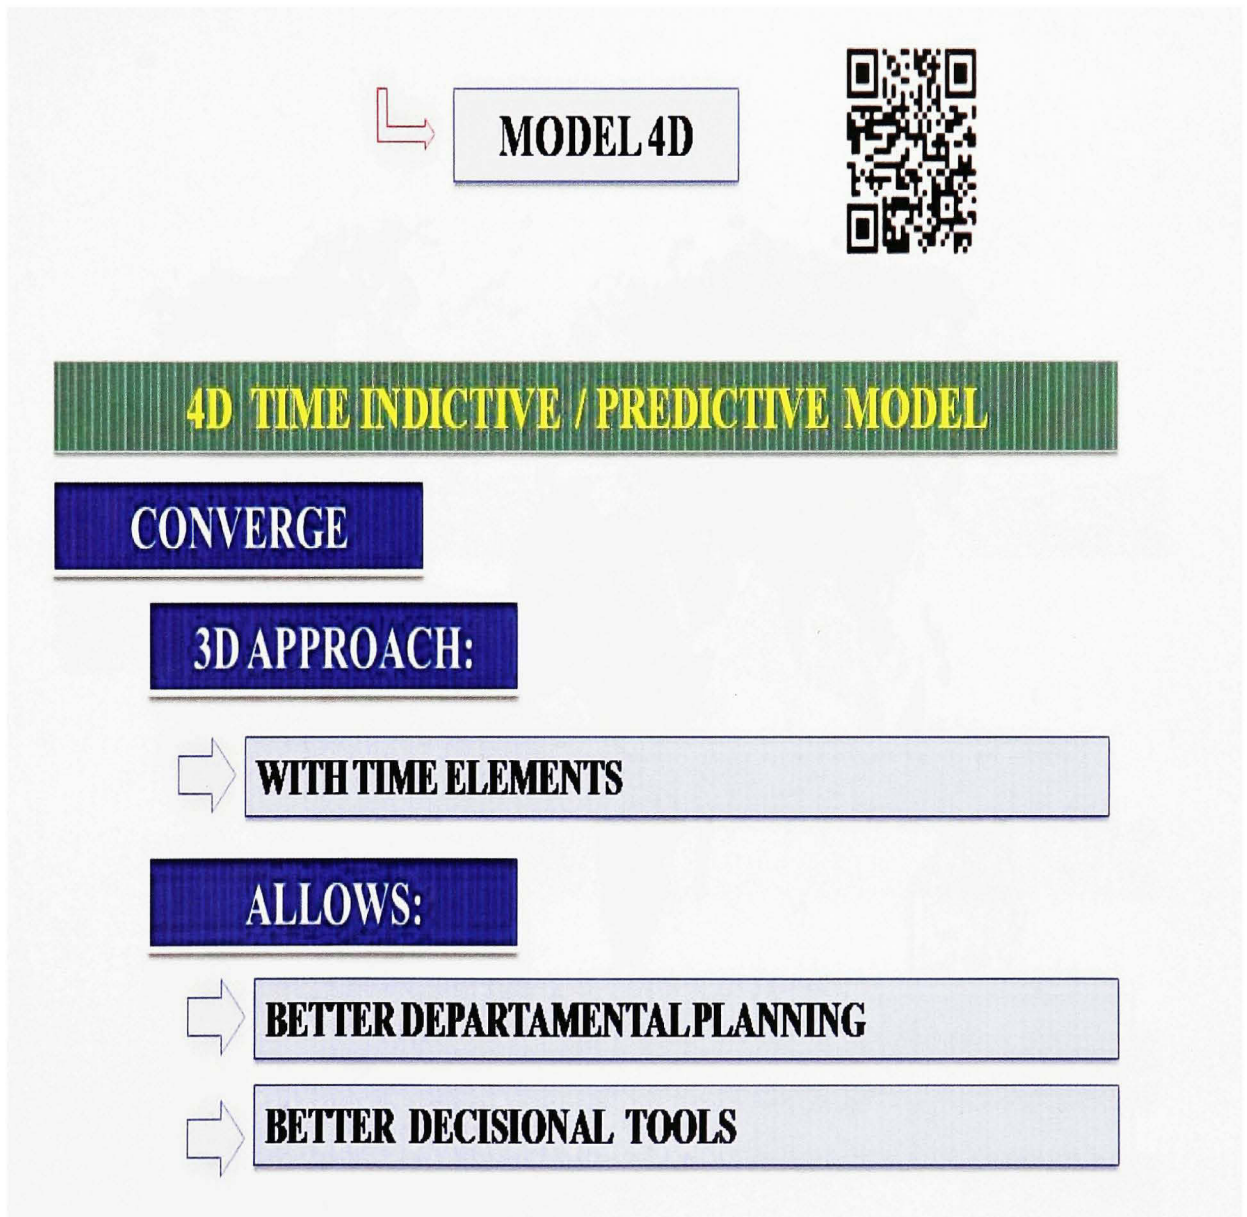 MODEL 4D
4D TIME INDICTIVE / PREDICTIVE MODEL
CONVERGE
3D APPROACH:
WITH TIME ELEMENTS
ALLOWS:
BETTER DEPARTAMENTAL PLANNING
BETTER DECISIONAL TOOLS